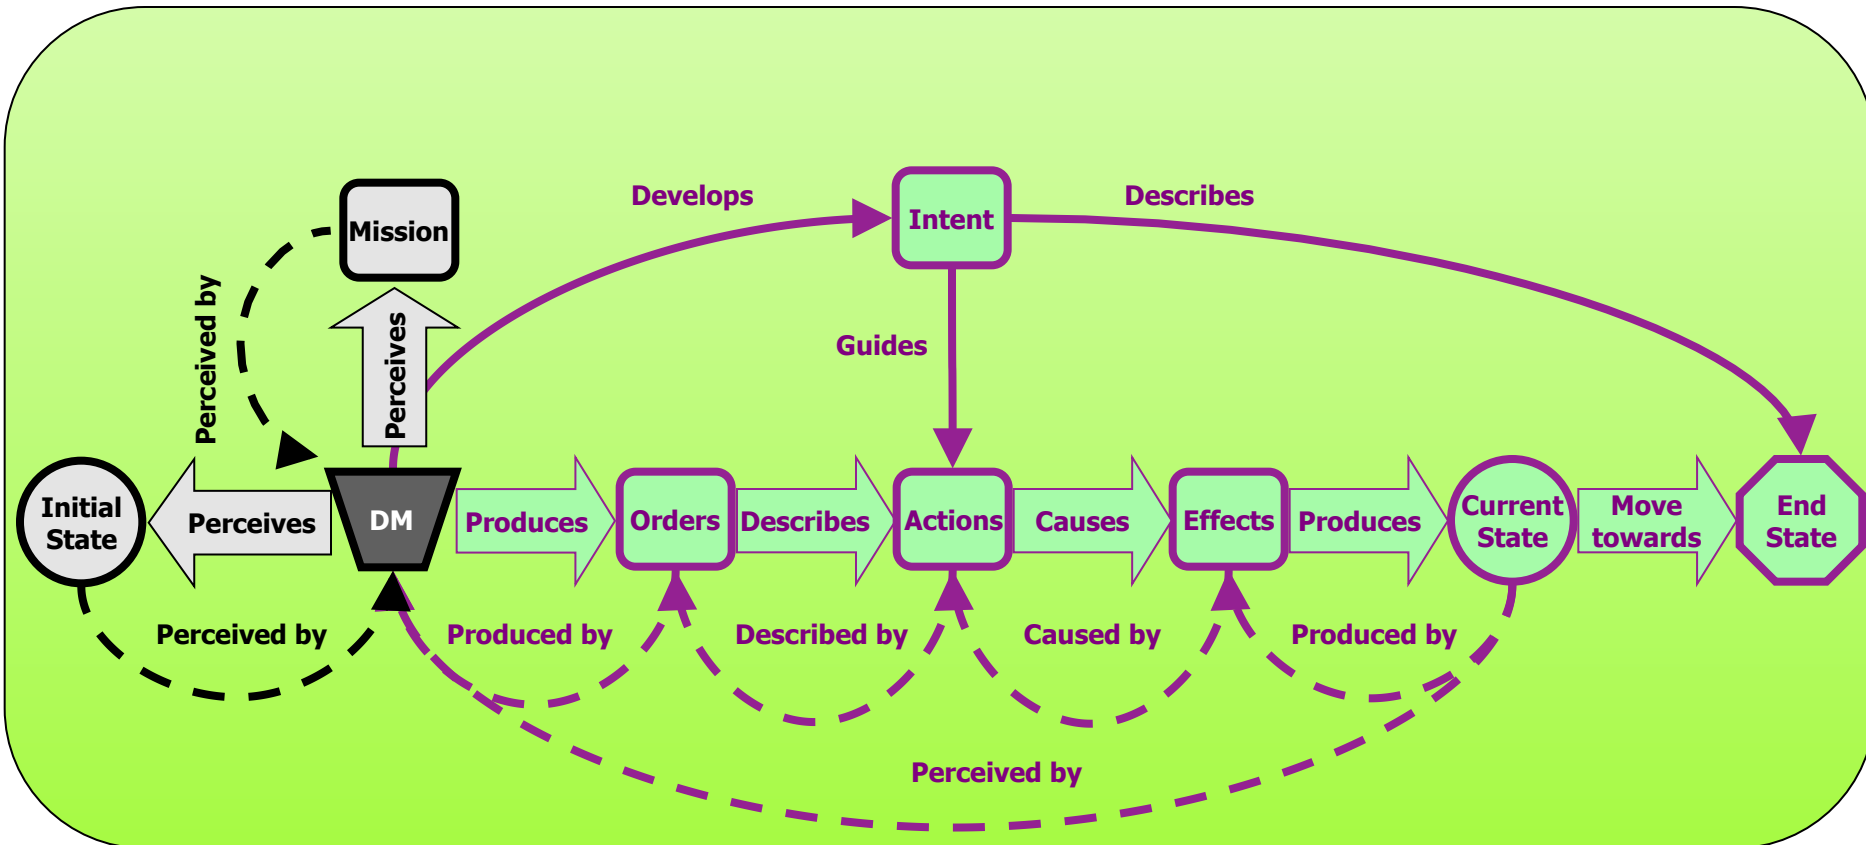 Develops
Describes
Intent
Mission
Perceived by
Perceives
Guides
Initial
State
Perceives
DM
Produces
Orders
Describes
Actions
Causes
Effects
Produces
Current
State
Move
towards
End
State
Perceived by
Produced by
Described by
Caused by
Produced by
Perceived by